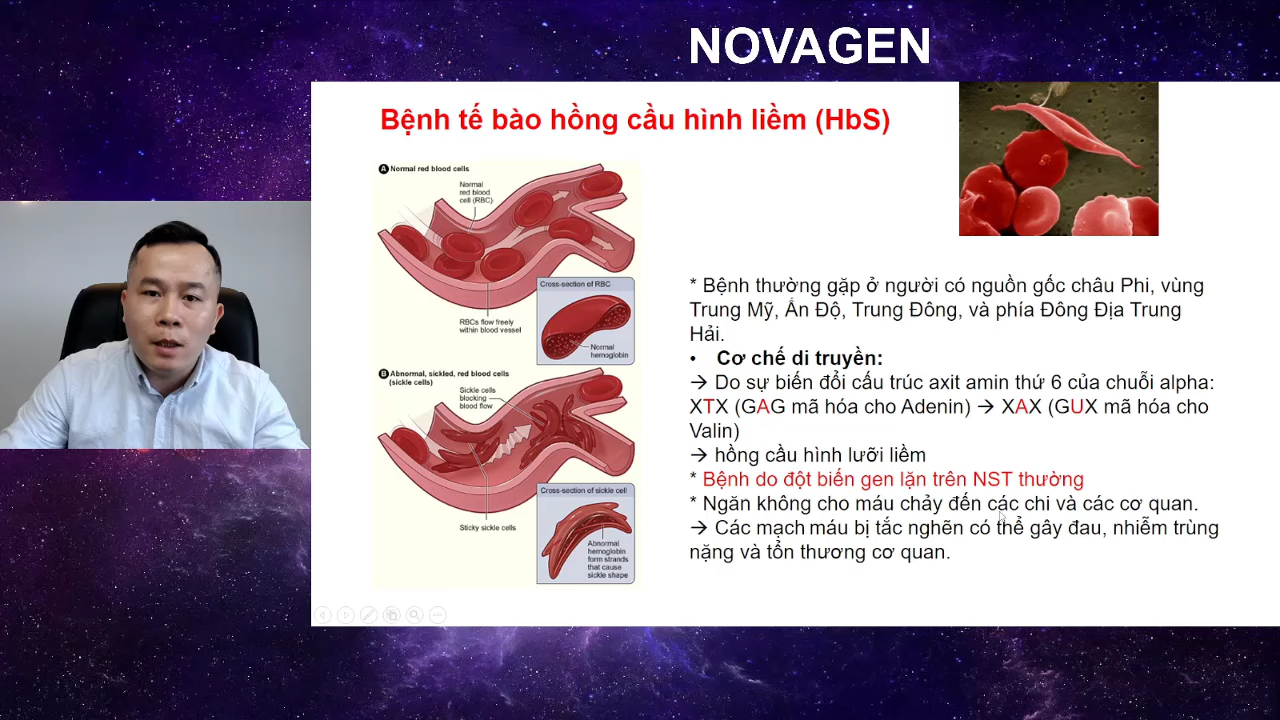 NOVAGEN
Bệnh tế bào hồng cầu hình liềm (HbS)
A Normal red blood cells
Normal
red blood
cell (RBC)
Cross-section of RBC
RBCs flow freely
within blood vessel
Normal
hemoglobin
B Abnormal, sickled, red blood cells
(sickle cells)
Sickle cells
blocking
blood flow
Cross-section of sickle cell
Sticky sickle cells
Abnormal
hemoglobin
form strands
that cause
sickle shape
* Bệnh thường gặp ở người có nguồn gốc châu Phi, vùng
Trung Mỹ, Ấn Độ, Trung Đông, và phía Đông Địa Trung
Hải.
• Cơ chế di truyền:
→ Do sự biến đổi cấu trúc axit amin thứ 6 của chuỗi alpha:
XTX (GAG mã hóa cho Adenin) → XAX (GUX mã hóa cho
Valin)
→ hồng cầu hình lưỡi liềm
* Bệnh do đột biến gen lặn trên NST thường
* Ngăn không cho máu chảy đến các chi và các cơ quan.
→ Các mạch máu bị tắc nghẽn có thể gây đau, nhiễm trùng
nặng và tổn thương cơ quan.